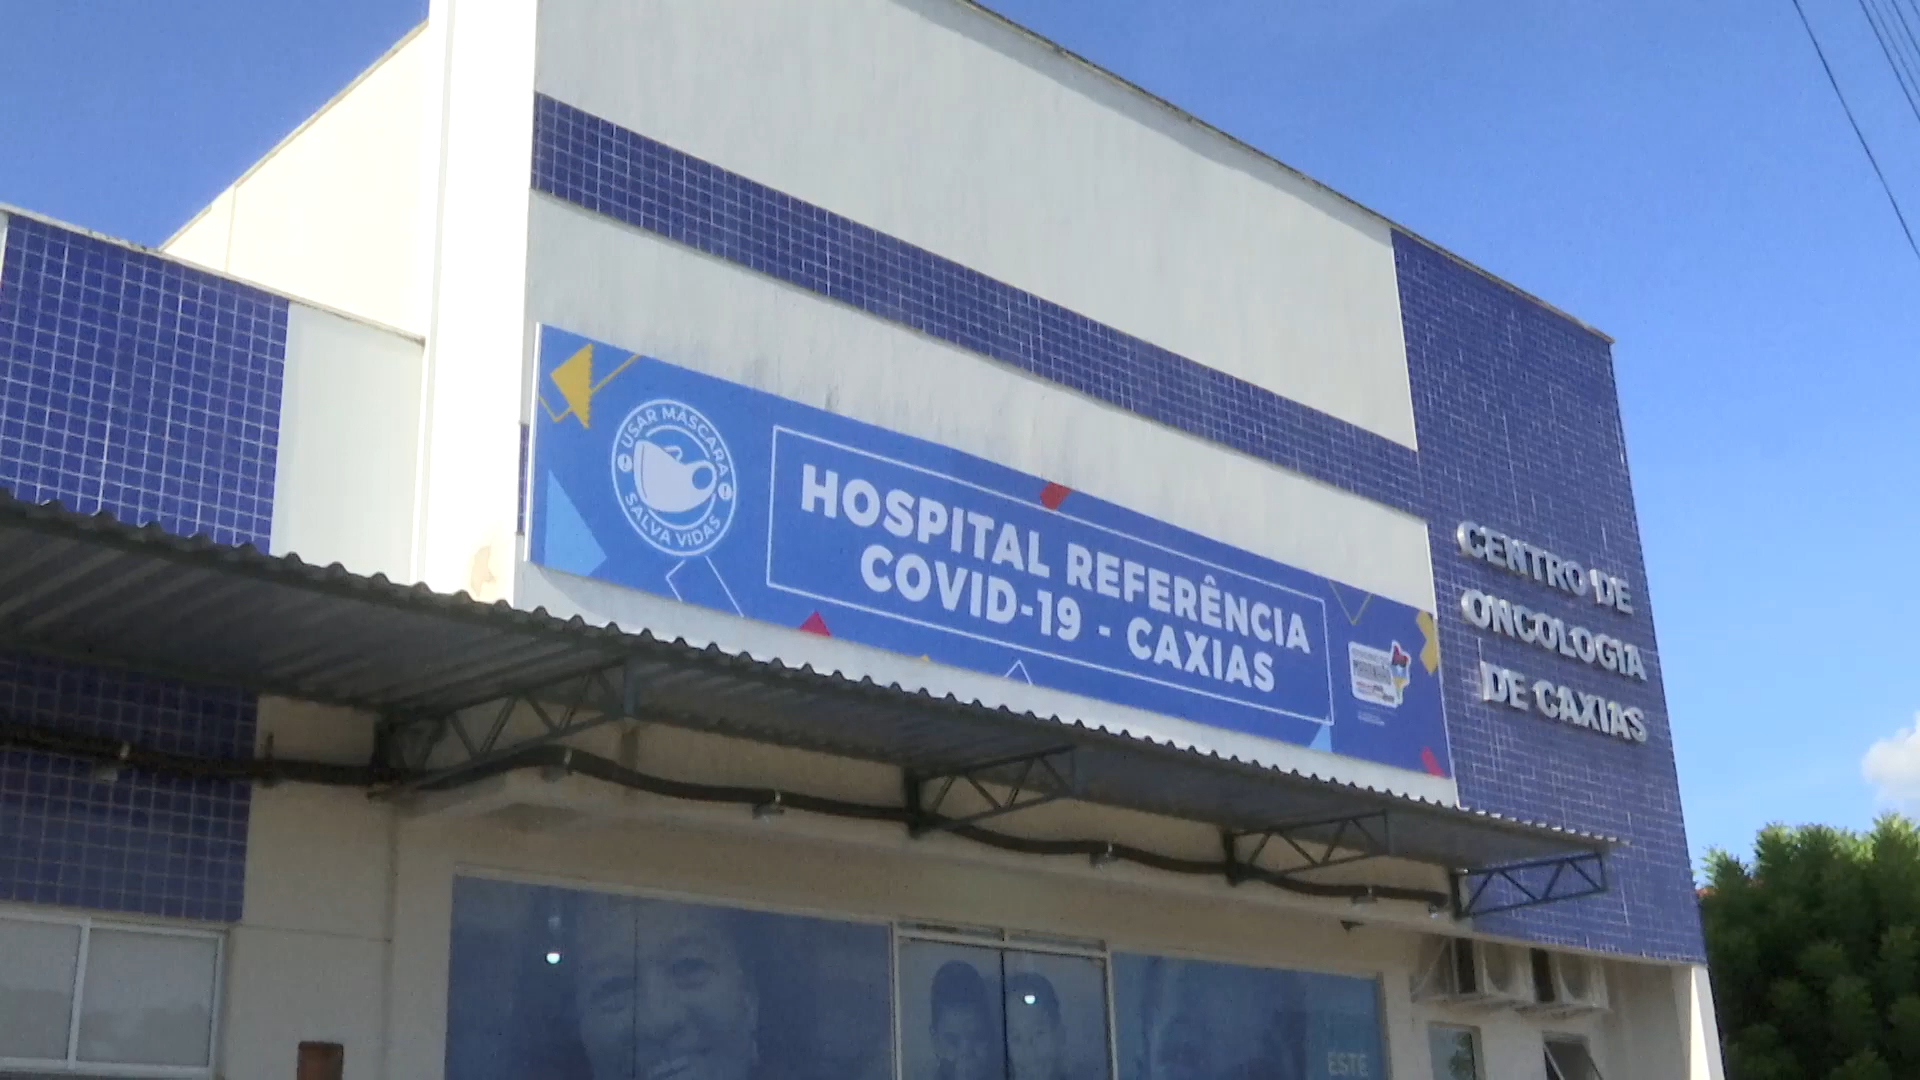 USAR MÁSCARA
SALVA VIDAS
HOSPITAL REFERÊNCIA
COVID-19 - CAXIAS
CENTRO DE
ONCOLOGIA
DE CAXIAS
ESTE